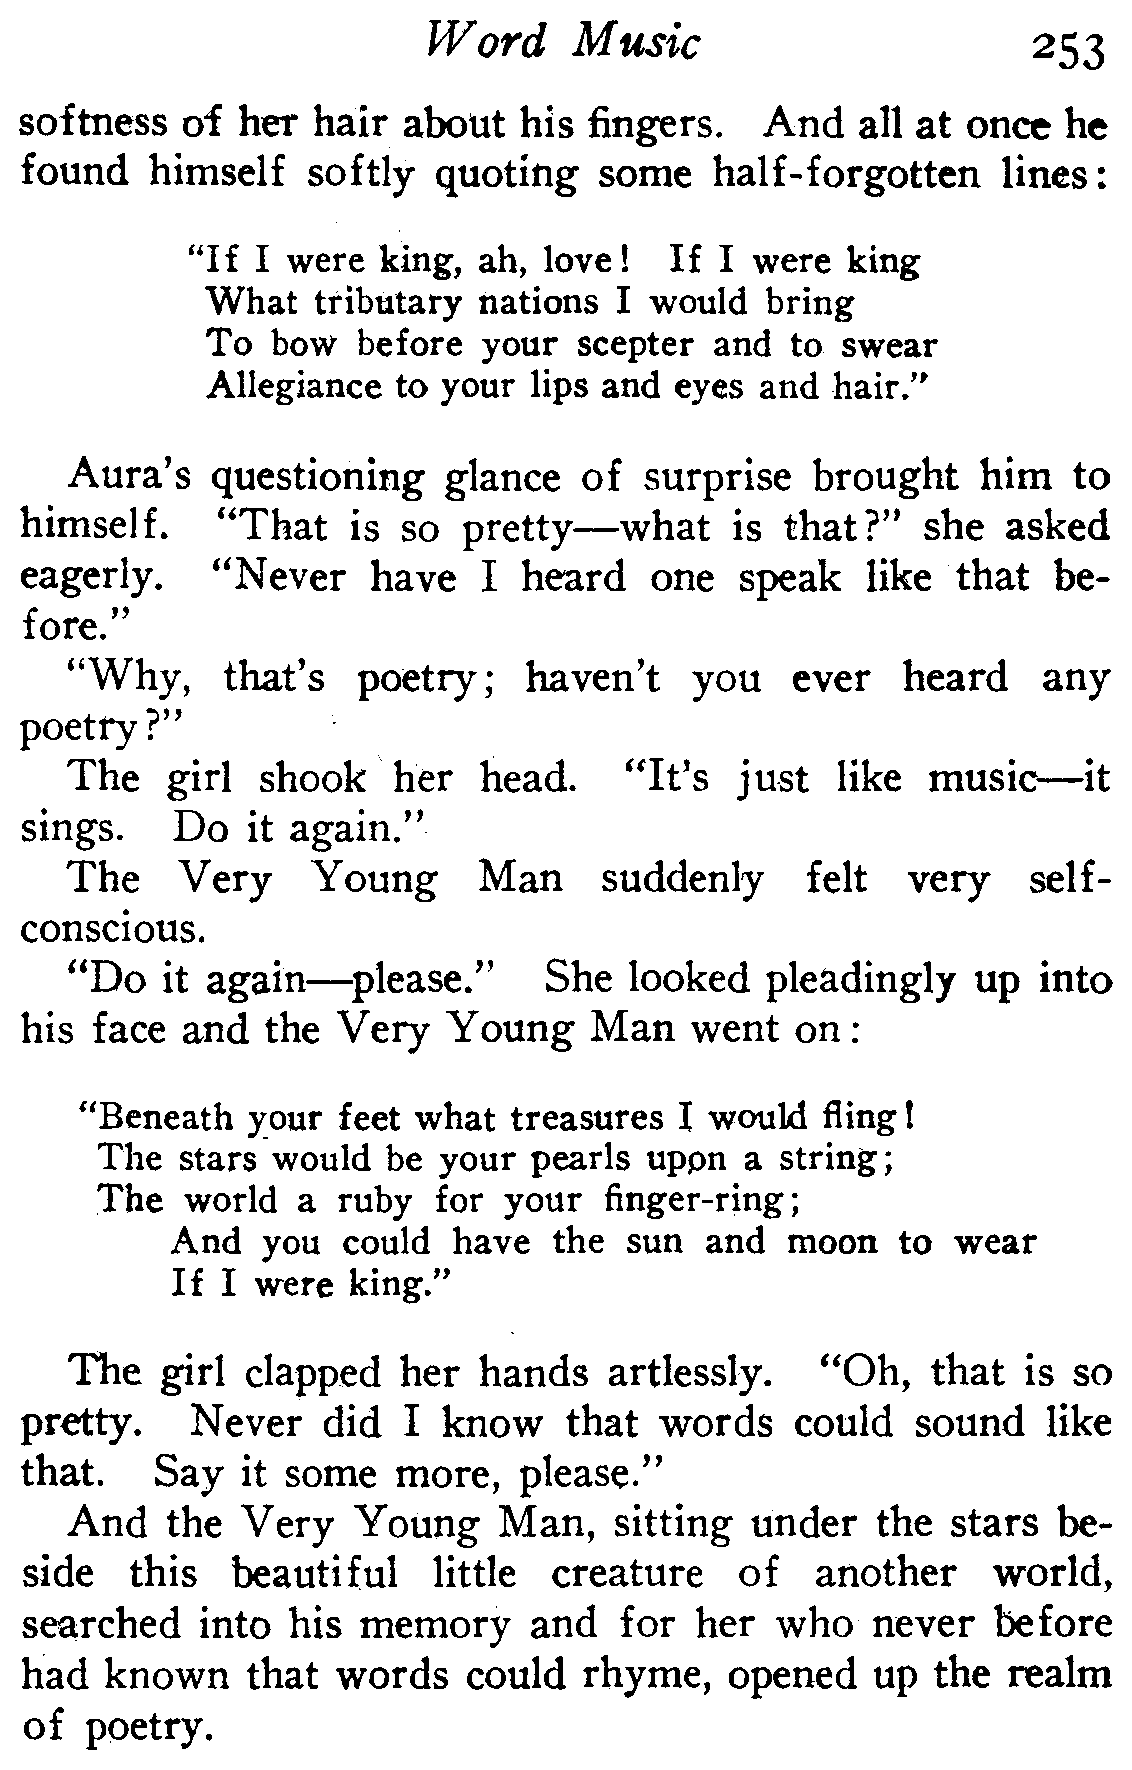 Word Music 253
softness of her hair about his fingers. And all at once he
found himself softly quoting some half-forgotten lines:
"If I were king, ah, love! If I were king
What tributary nations I would bring
To bow before your scepter and to swear
Allegiance to your lips and eyes and hair."
Aura's questioning glance of surprise brought him to
himself. "That is so pretty—what is that?" she asked
eagerly. "Never have I heard one speak like that be-
fore."
"Why, that's poetry; haven't you ever heard any
poetry?"
The girl shook her head. "It's just like music—it
sings. Do it again."
The Very Young Man suddenly felt very self-
conscious.
"Do it again—please." She looked pleadingly up into
his face and the Very Young Man went on:
"Beneath your feet what treasures I would fling!
The stars would be your pearls upon a string;
The world a ruby for your finger-ring;
And you could have the sun and moon to wear
If I were king."
The girl clapped her hands artlessly. "Oh, that is so
pretty. Never did I know that words could sound like
that. Say it some more, please."
And the Very Young Man, sitting under the stars be-
side this beautiful little creature of another world,
searched into his memory and for her who never before
had known that words could rhyme, opened up the realm
of poetry.